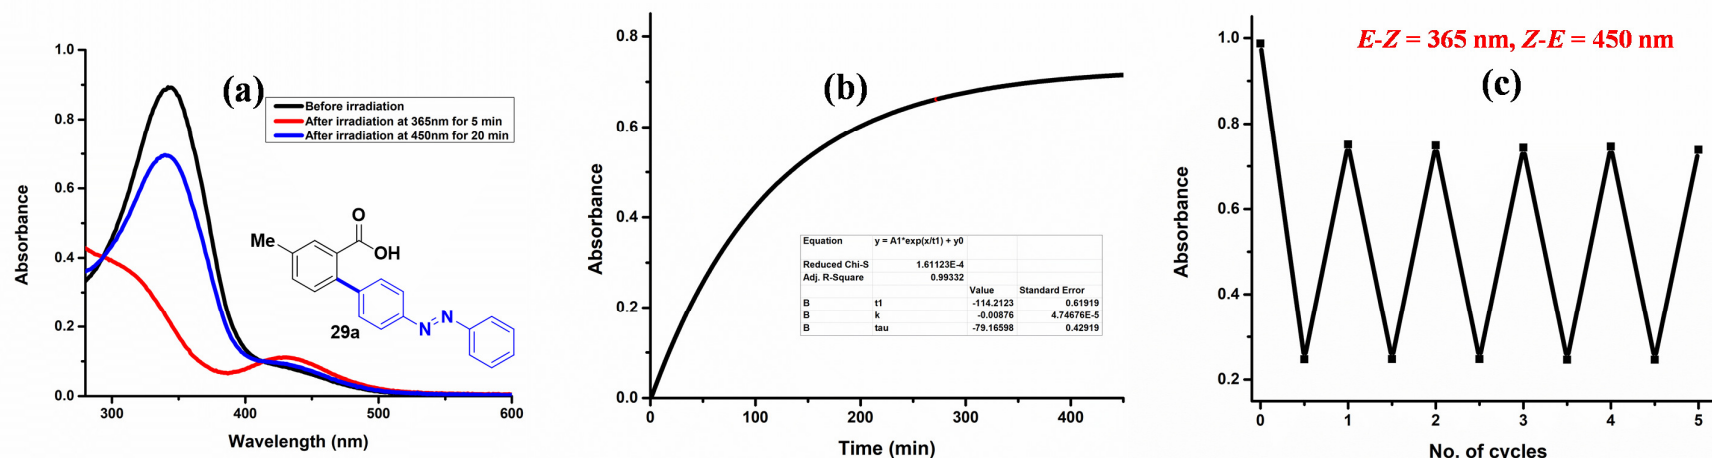 (a)
1.0
0.8
0.6
0.4
0.2
0.0
Absorbance
300
400
500
600
Wavelength (nm)
Before irradiation
After irradiation at 365nm for 5 min
After irradiation at 450nm for 20 min
Me
O
OH
N
N
29a
(b)
0.8
0.6
0.4
0.2
0.0
Absorbance
0
100
200
300
400
Time (min)
Equation y = A1*exp(x/t1) + y0
Reduced Chi-S 1.61123E-4
Adj. R-Square 0.99332
Value Standard Error
B t1 -114.2123 0.61919
B k -0.00876 4.74676E-5
B tau -79.16598 0.42919
E-Z = 365 nm, Z-E = 450 nm
(c)
1.0
0.8
0.6
0.4
0.2
Absorbance
0
1
2
3
4
5
No. of cycles